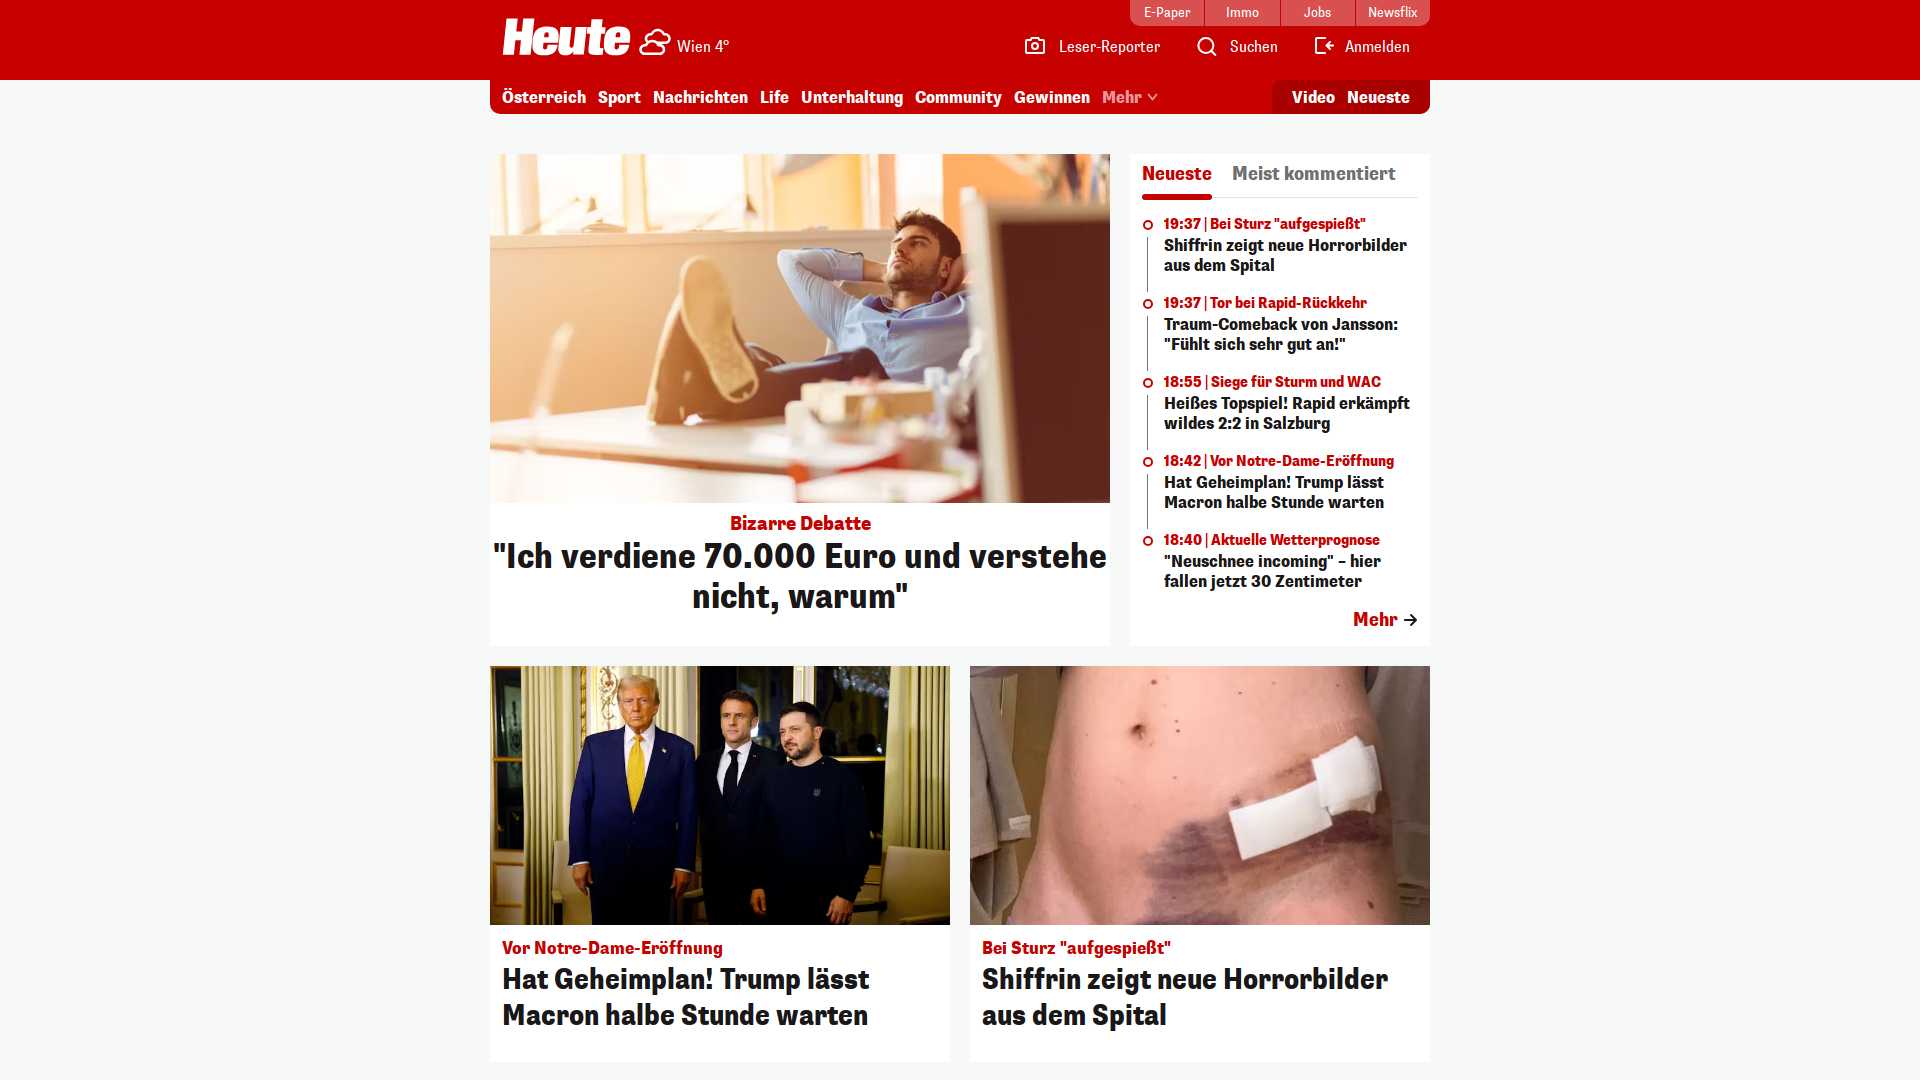 E-Paper
Immo
Jobs
Newsflix
Heute
Wien 4°
Leser-Reporter
Suchen
Anmelden
Österreich
Sport
Nachrichten
Life
Unterhaltung
Community
Gewinnen
Mehr
Video
Neueste
Bizarre Debatte
"Ich verdiene 70.000 Euro und verstehe
nicht, warum"
Neueste
Meist kommentiert
19:37 | Bei Sturz "aufgespießt"
Shiffrin zeigt neue Horrorbilder
aus dem Spital
19:37 | Tor bei Rapid-Rückkehr
Traum-Comeback von Jansson:
"Fühlt sich sehr gut an!"
18:55 | Siege für Sturm und WAC
Heißes Topspiel! Rapid erkämpft
wildes 2:2 in Salzburg
18:42 | Vor Notre-Dame-Eröffnung
Hat Geheimplan! Trump lässt
Macron halbe Stunde warten
18:40 | Aktuelle Wetterprognose
"Neuschnee incoming" – hier
fallen jetzt 30 Zentimeter
Mehr
Vor Notre-Dame-Eröffnung
Hat Geheimplan! Trump lässt
Macron halbe Stunde warten
Bei Sturz "aufgespießt"
Shiffrin zeigt neue Horrorbilder
aus dem Spital